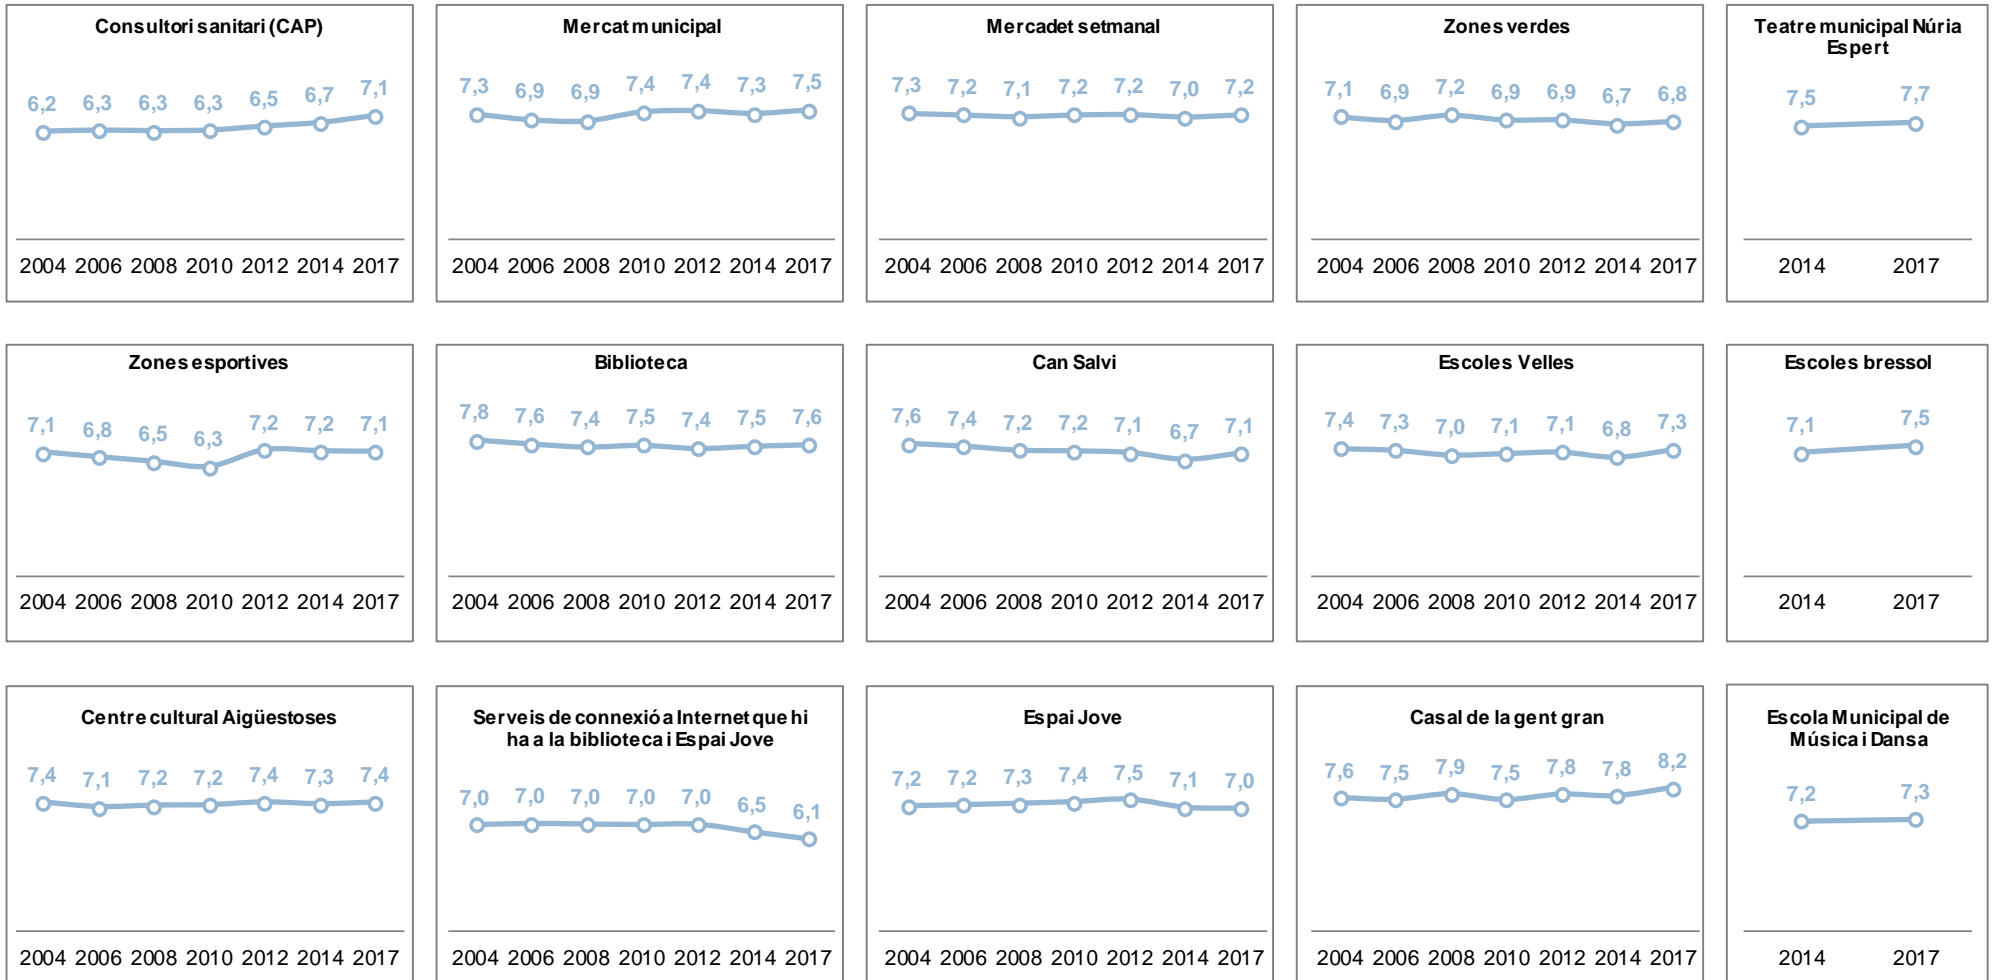 Consultori sanitari (CAP)
6,2 6,3 6,3 6,3 6,5 6,7 7,1
2004 2006 2008 2010 2012 2014 2017
Mercat municipal
7,3 6,9 6,9 7,4 7,4 7,3 7,5
2004 2006 2008 2010 2012 2014 2017
Mercadet setmanal
7,3 7,2 7,1 7,2 7,2 7,0 7,2
2004 2006 2008 2010 2012 2014 2017
Zones verdes
7,1 6,9 7,2 6,9 6,9 6,7 6,8
2004 2006 2008 2010 2012 2014 2017
Teatre municipal Núria
Espert
7,5 7,7
2014 2017
Zones esportives
7,1 6,8 6,5 6,3 7,2 7,2 7,1
2004 2006 2008 2010 2012 2014 2017
Biblioteca
7,8 7,6 7,4 7,5 7,4 7,5 7,6
2004 2006 2008 2010 2012 2014 2017
Can Salvi
7,6 7,4 7,2 7,2 7,1 6,7 7,1
2004 2006 2008 2010 2012 2014 2017
Escoles Velles
7,4 7,3 7,0 7,1 7,1 6,8 7,3
2004 2006 2008 2010 2012 2014 2017
Escoles bressol
7,1 7,5
2014 2017
Centre cultural Aigüestoses
7,4 7,1 7,2 7,2 7,4 7,3 7,4
2004 2006 2008 2010 2012 2014 2017
Serveis de connexió a Internet que hi
ha a la biblioteca i Espai Jove
7,0 7,0 7,0 7,0 7,0 6,5 6,1
2004 2006 2008 2010 2012 2014 2017
Espai Jove
7,2 7,2 7,3 7,4 7,5 7,1 7,0
2004 2006 2008 2010 2012 2014 2017
Casal de la gent gran
7,6 7,5 7,9 7,5 7,8 7,8 8,2
2004 2006 2008 2010 2012 2014 2017
Escola Municipal de
Música i Dansa
7,2 7,3
2014 2017